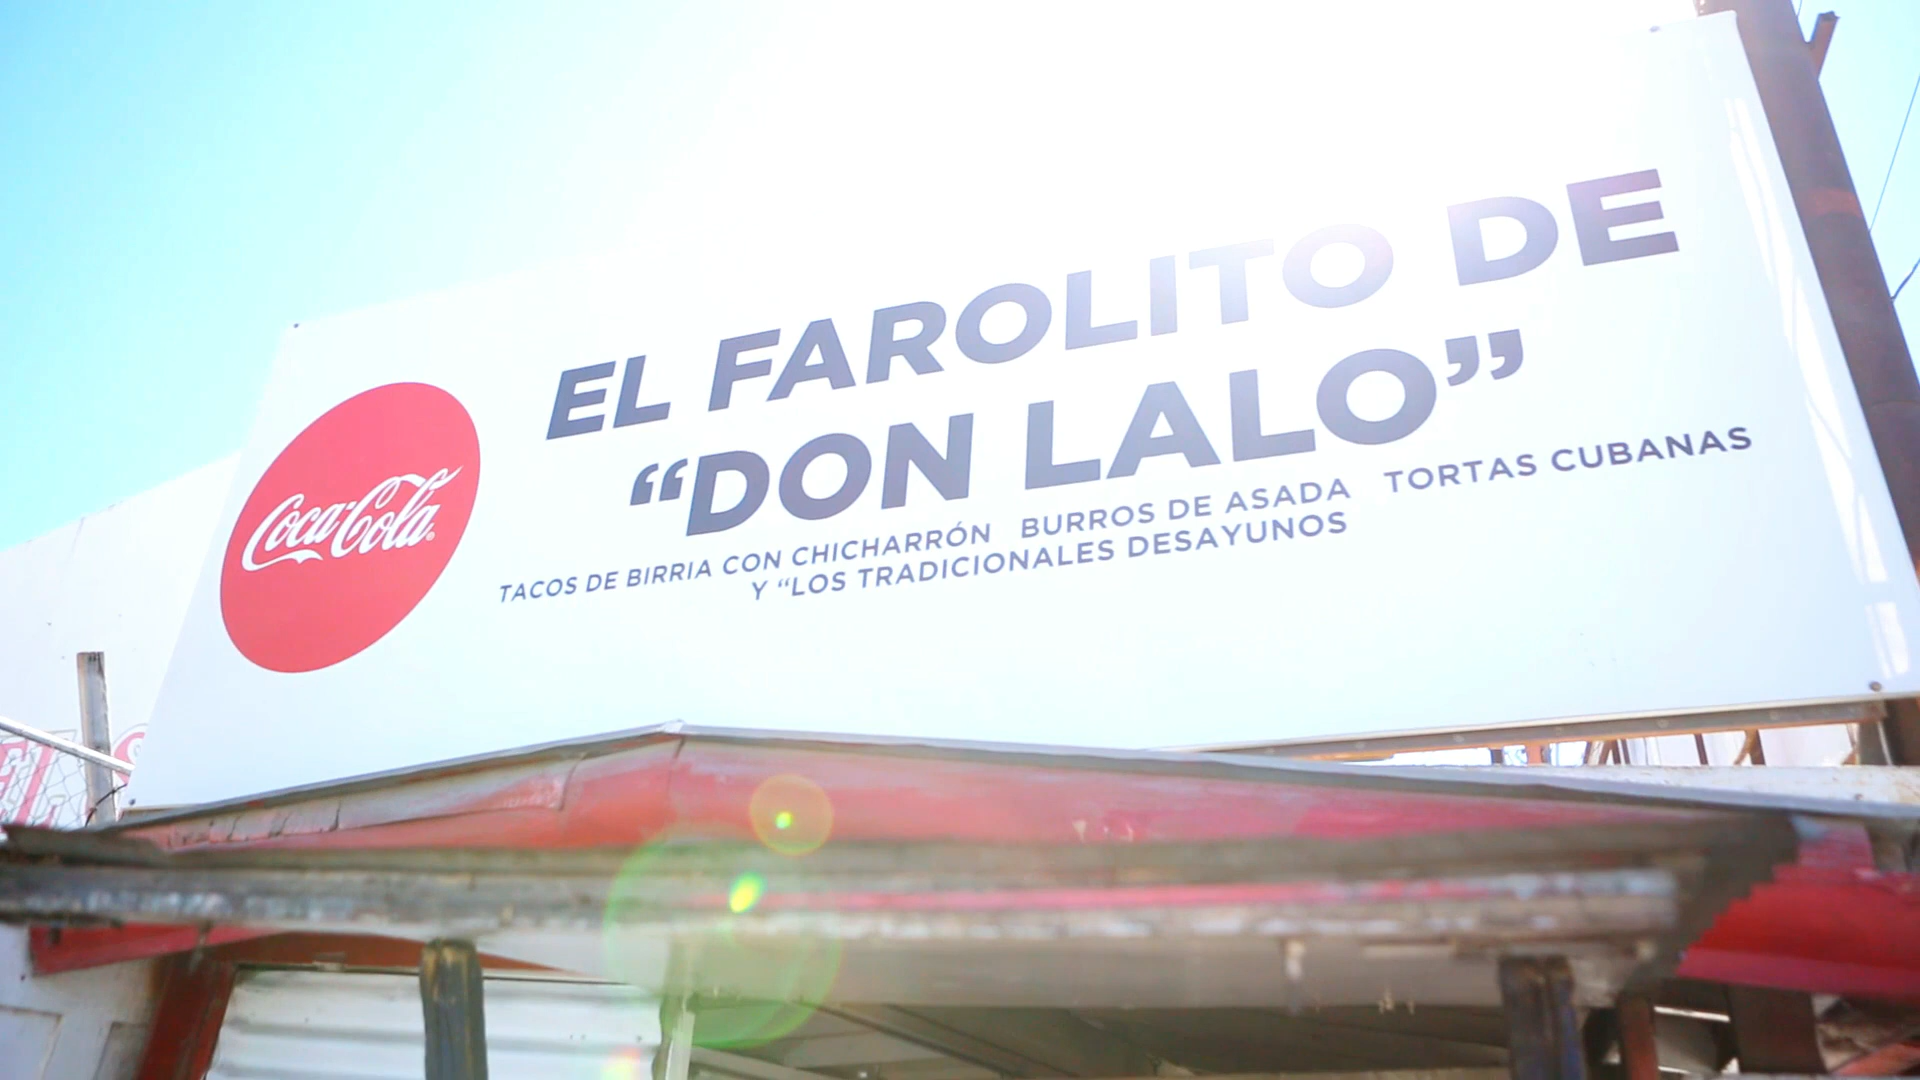 EL FAROLITO DE
“DON LALO”
Coca-Cola
TACOS DE BIRRIA CON CHICHARRÓN BURROS DE ASADA TORTAS CUBANAS
Y “LOS TRADICIONALES DESAYUNOS
EL